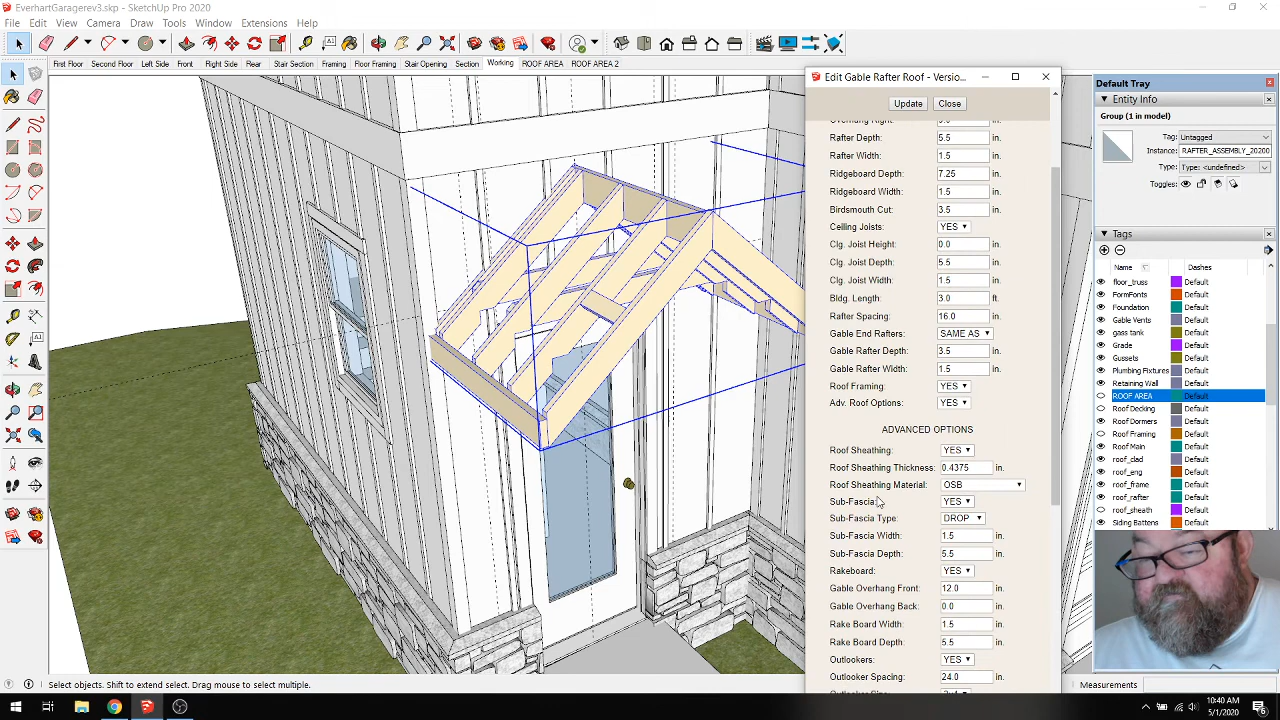 EverhartGaragerev3.skp - SketchUp Pro 2020
File Edit View Camera Draw Tools Window Extensions Help
First Floor Second Floor Left Side Front Right Side Rear Stair Section Framing Floor Framing Stair Opening Section Working ROOF AREA ROOF AREA 2
Edit Gable Rafter Roof - Versio...
Update Close
Rafter Depth: 5.5 in.
Rafter Width: 1.5 in.
Ridgeboard Depth: 7.25 in.
Ridgeboard Width: 1.5 in.
Birdsmouth Cut: 3.5 in.
Ceiling Joists: YES
Clg. Joist Height: 0.0 in.
Clg. Joist Depth: 5.5 in.
Clg. Joist Width: 1.5 in.
Bldg. Length: 3.0 ft.
Rafter Spacing: 16.0 in.
Gable End Rafters: SAME AS
Gable Rafter Depth: 3.5 in.
Gable Rafter Width: 1.5 in.
Roof Framing: YES
Adv. Roof Options: YES
ADVANCED OPTIONS
Roof Sheathing: YES
Roof Sheathing Thickness: 0.4375 in.
Roof Sheathing Material: OSB
Sub-Fascia: YES
Sub-Fascia Type: DROP
Sub-Fascia Width: 1.5 in.
Sub-Fascia Depth: 5.5 in.
Rakeboard: YES
Gable Overhang Front: 12.0 in.
Gable Overhang Back: 0.0 in.
Rake Board Width: 1.5 in.
Rake Board Depth: 5.5 in.
Outlookers: YES
Outlooker Spacing: 24.0 in.
Default Tray
Entity Info
Group (1 in model)
Tag: Untagged
Instance: RAFTER_ASSEMBLY_20200
Type: Type: <undefined>
Toggles:
Tags
Name Dashes
floor_truss Default
FormFonts Default
Foundation Default
Gable Vents Default
gass tank Default
Grade Default
Gussets Default
Plumbing Fixtures Default
Retaining Wall Default
ROOF AREA Default
Roof Decking Default
Roof Dormers Default
Roof Framing Default
Roof Main Default
roof_clad Default
roof_eng Default
roof_frame Default
roof_rafter Default
roof_sheath Default
Siding Battens Default
Select objects. Shift to extend select. Drag mouse to select multiple.
Measurements
10:40 AM
5/1/2020